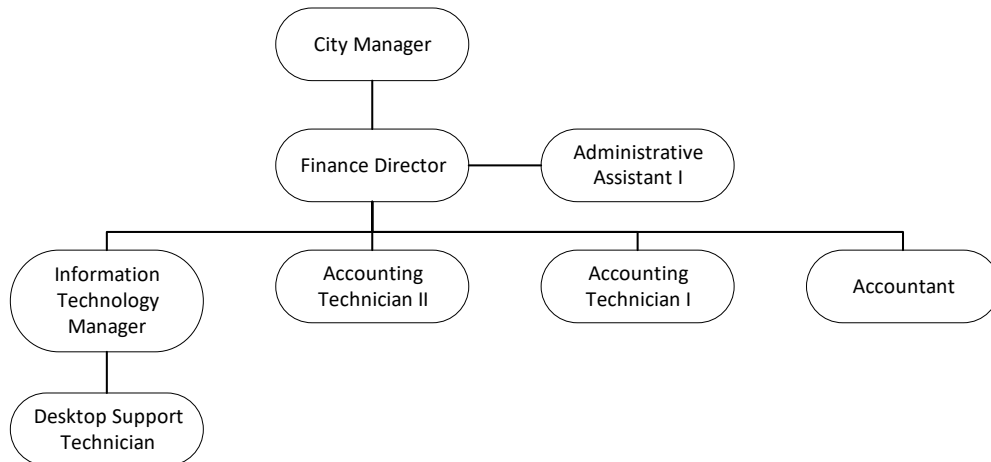 City Manager
Finance Director
Administrative
Assistant I
Information
Technology
Manager
Accounting
Technician II
Accounting
Technician I
Accountant
Desktop Support
Technician